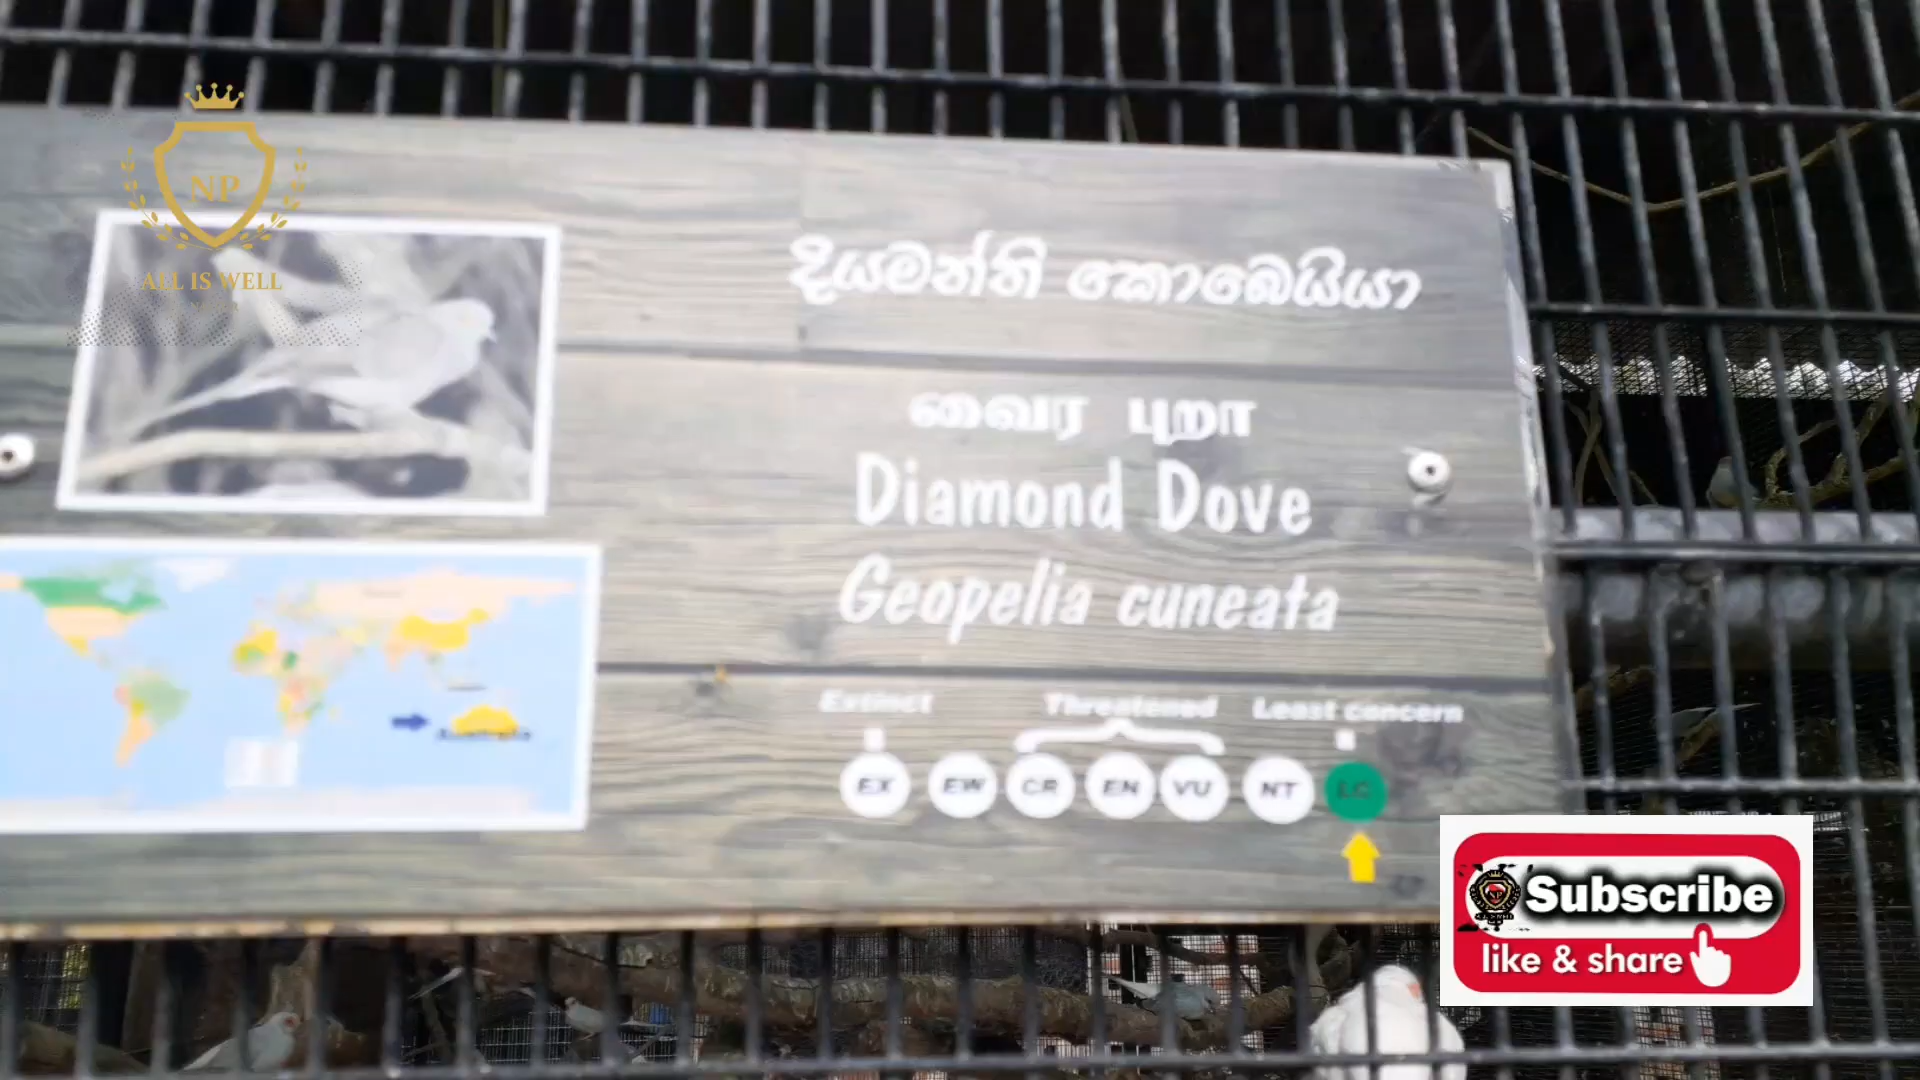 NP
ALL IS WELL
දියමන්ති කොබෙයියා
வைர புறா
Diamond Dove
Geopelia cuneata
Extinct Threatened Least concern
EX EW CR EN VU NT LC
Australia
Subscribe
like & share